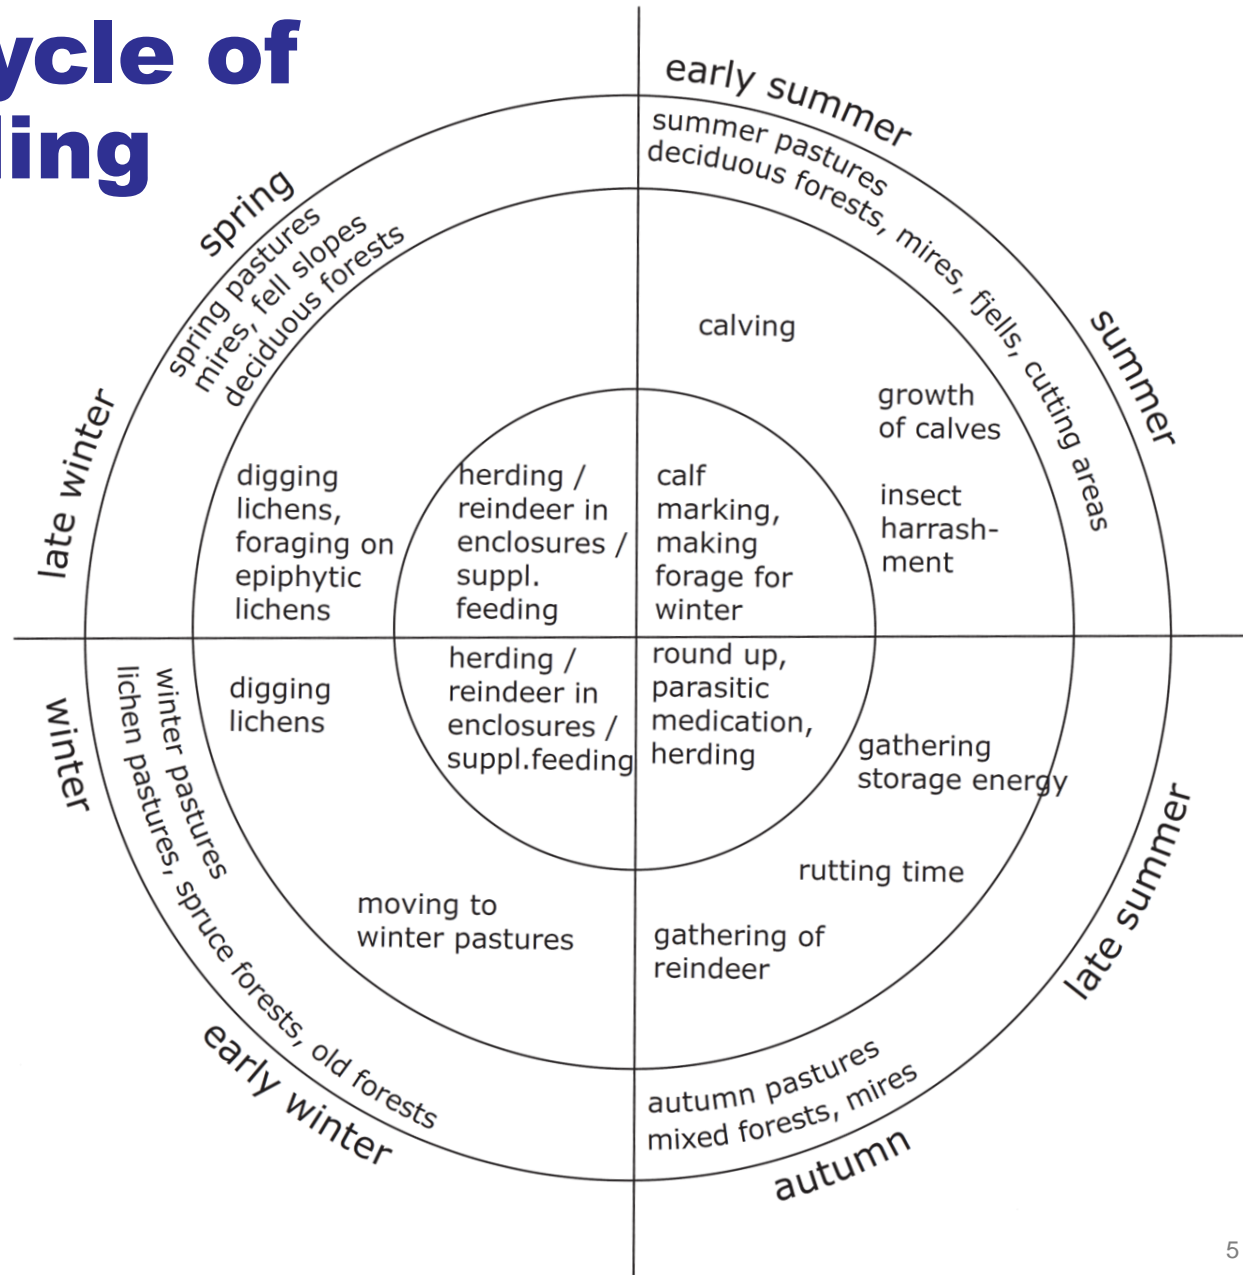 ycle of
ling
early summer
summer pastures
deciduous forests, mires, fjells, cutting areas
summer
calving
growth
of calves
insect
harrash-
ment
calf
marking,
making
forage for
winter
spring
spring pastures
mires, fell slopes
deciduous forests
late winter
digging
lichens,
foraging on
epiphytic
lichens
herding /
reindeer in
enclosures /
suppl.
feeding
winter
winter pastures
lichen pastures, spruce forests, old forests
early winter
digging
lichens
herding /
reindeer in
enclosures /
suppl.feeding
moving to
winter pastures
round up,
parasitic
medication,
herding
gathering
storage energy
rutting time
gathering of
reindeer
late summer
autumn pastures
mixed forests, mires
autumn
5